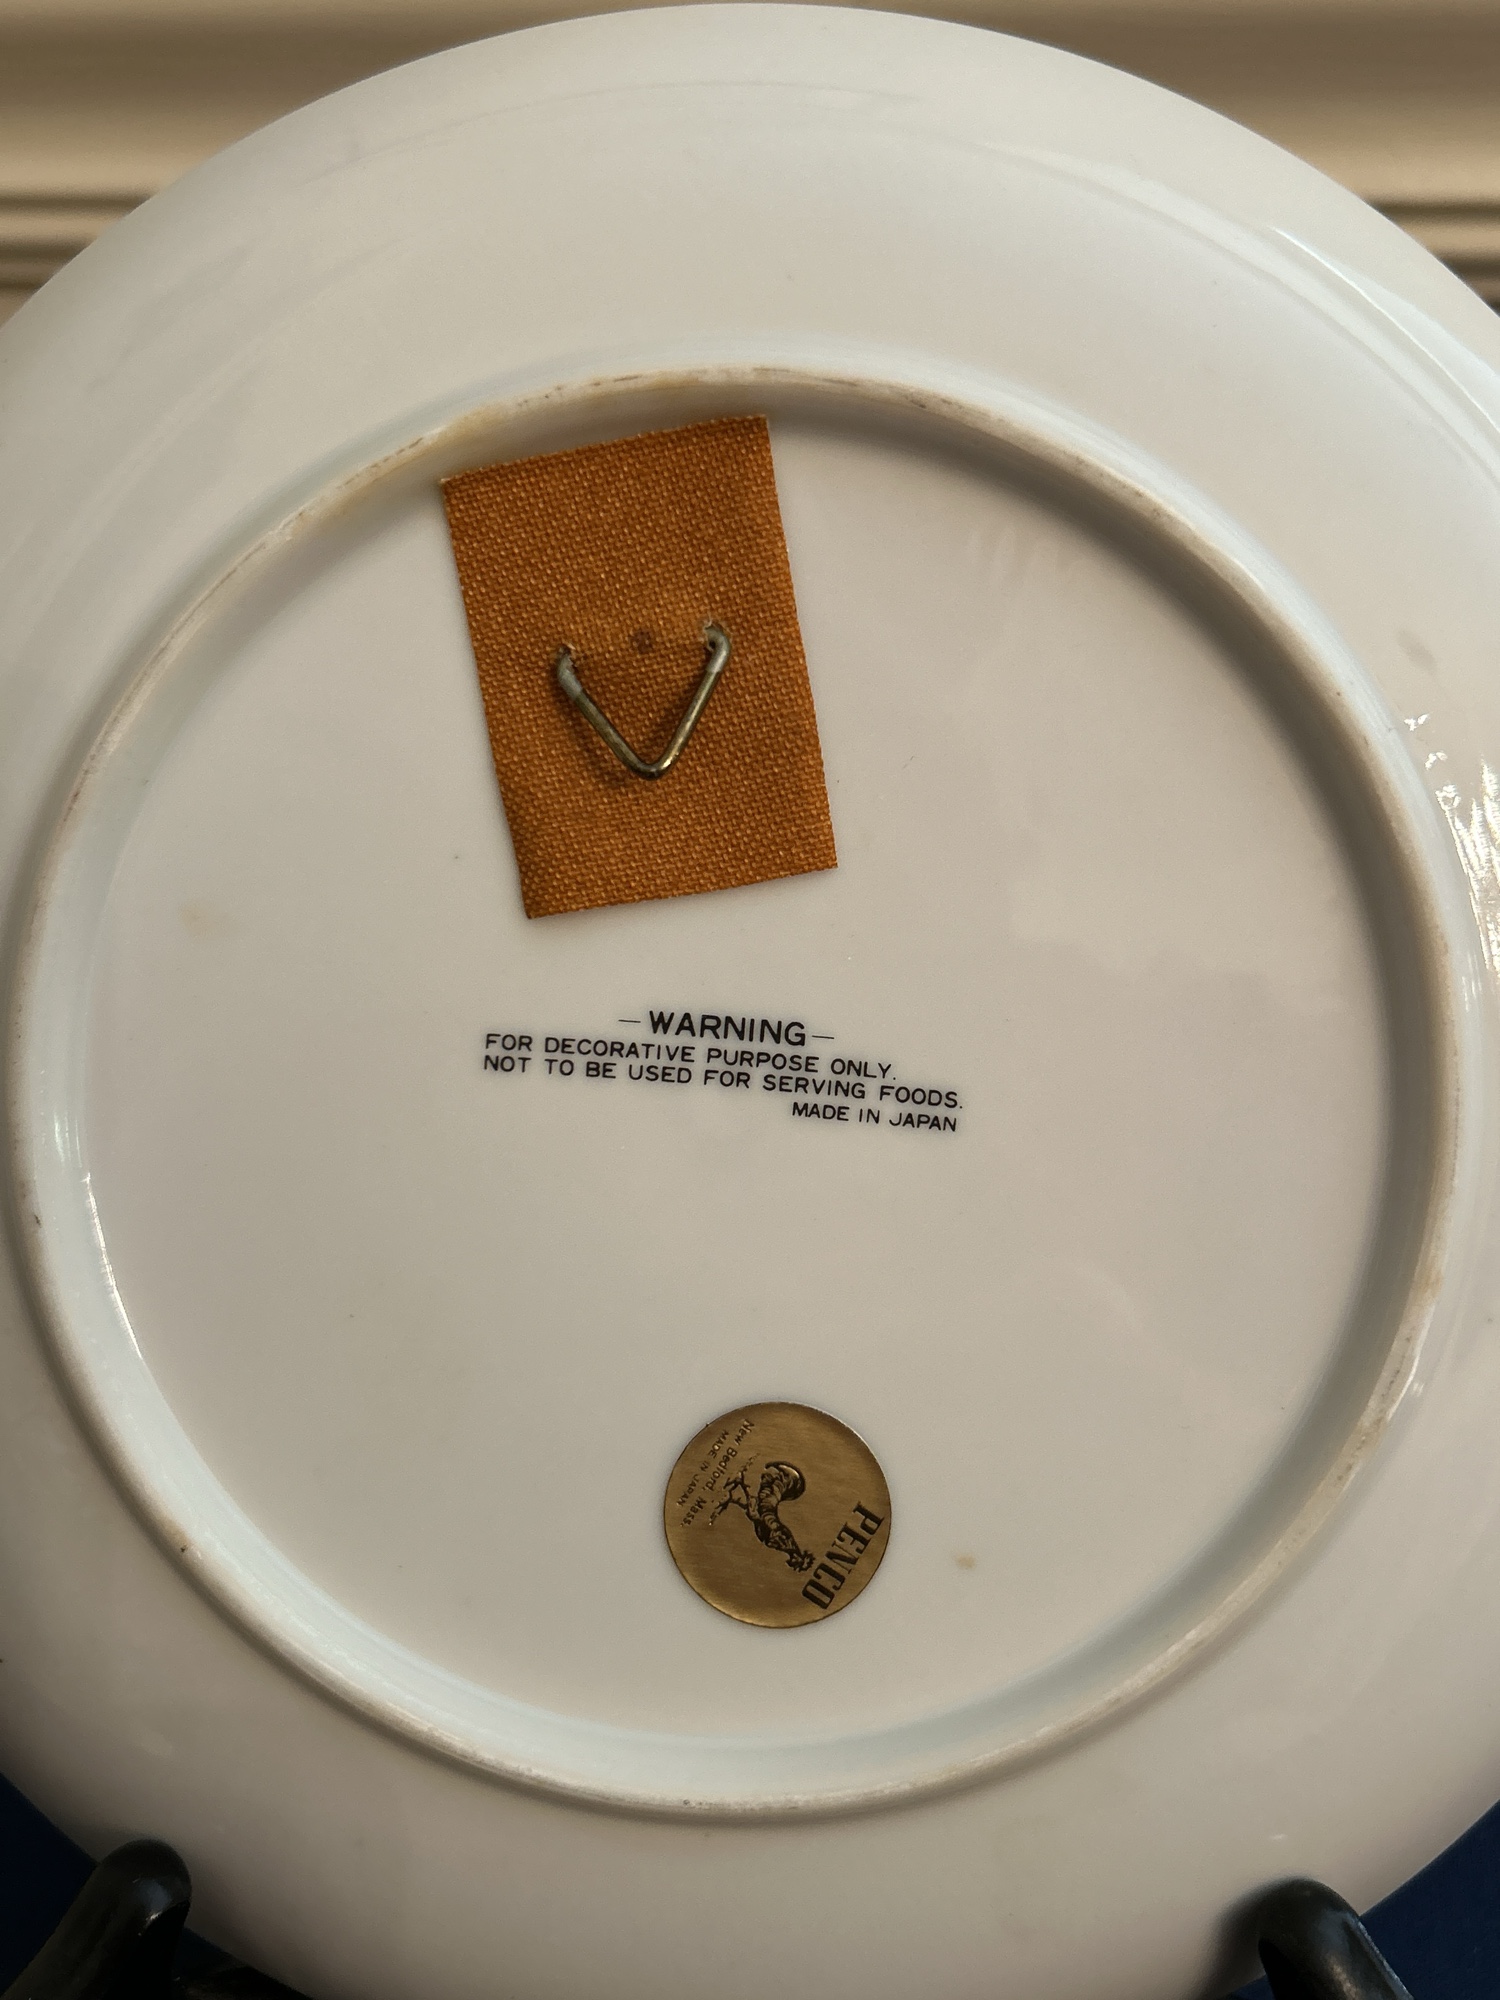 —WARNING—
FOR DECORATIVE PURPOSE ONLY.
NOT TO BE USED FOR SERVING FOODS.
MADE IN JAPAN
PENCO
New Bedford, Mass.
MADE IN JAPAN